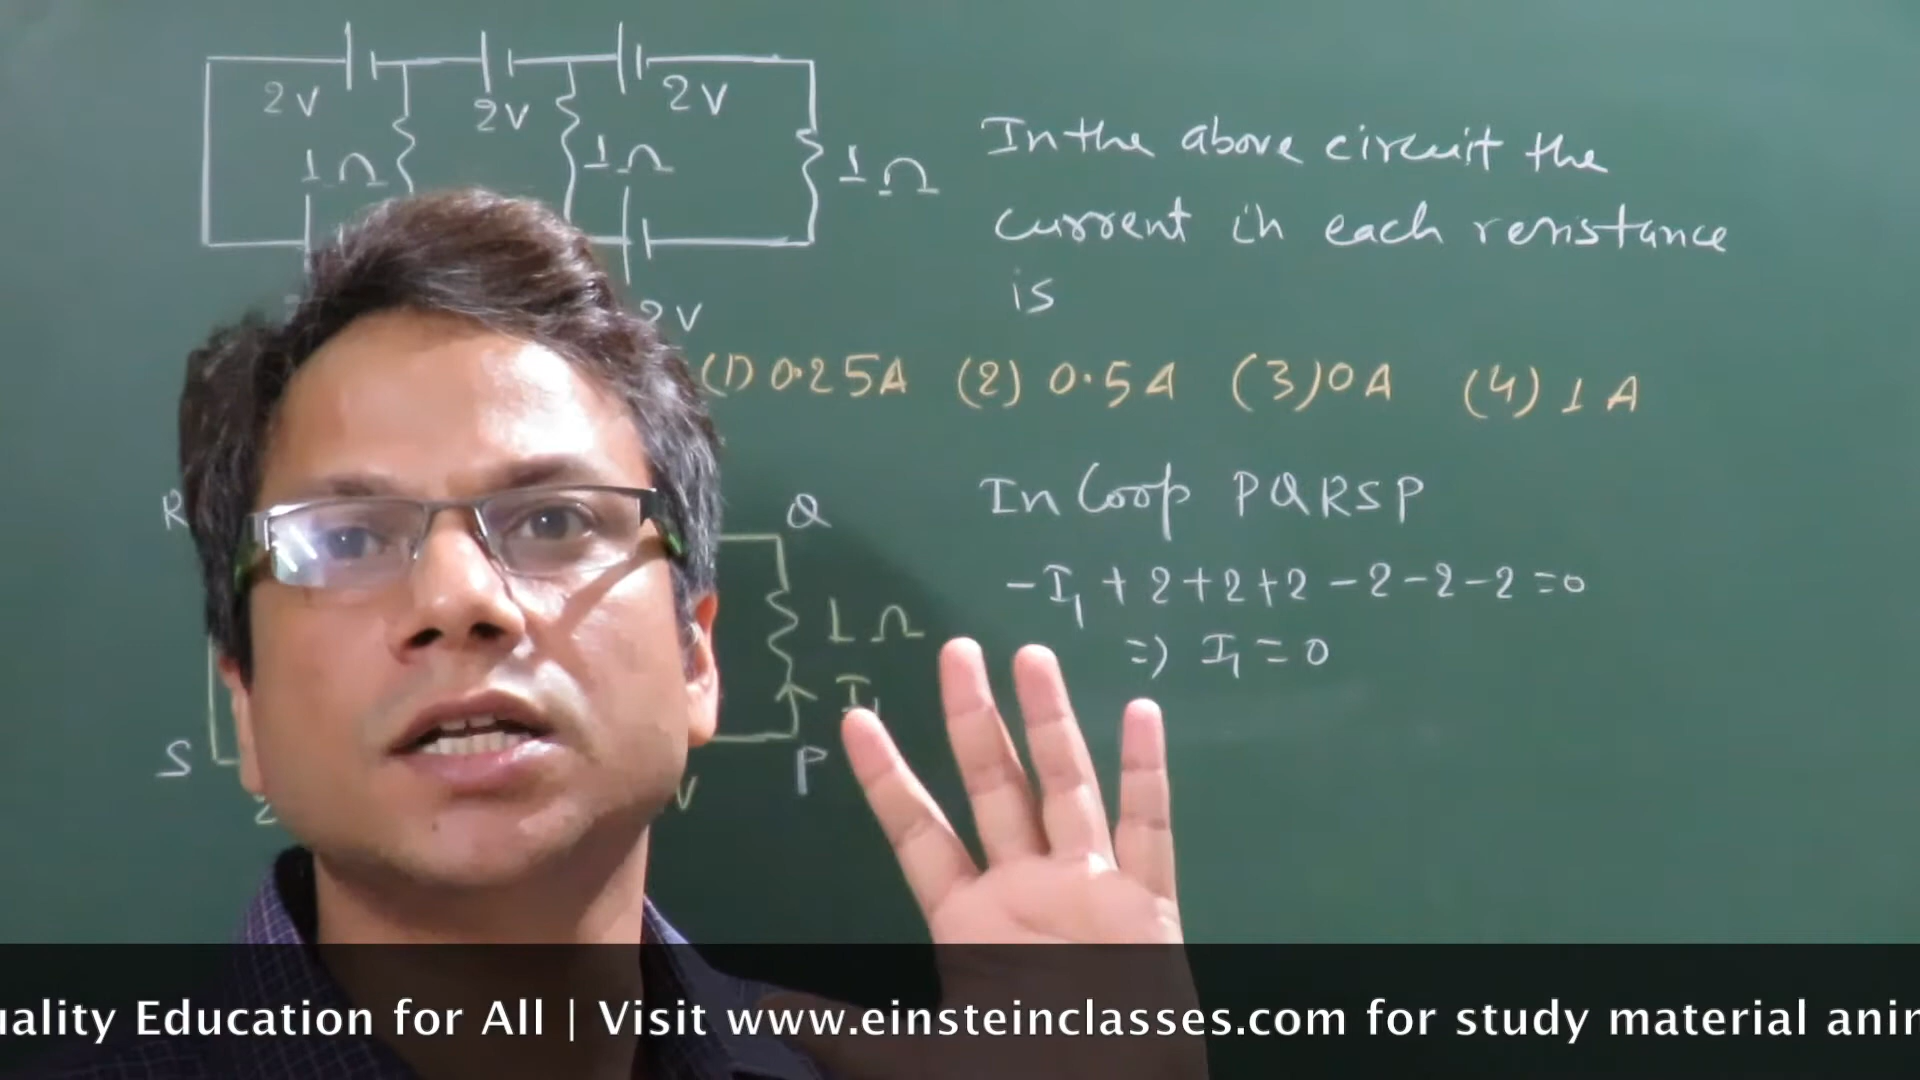 2V
2V
2V
1Ω
1Ω
1Ω
2V
In the above circuit the
current in each resistance
is
(1) 0.25A (2) 0.5A (3) 0A (4) 1A
R
Q
In loop PQRSP
-I₁ + 2 + 2 + 2 - 2 - 2 - 2 = 0
=) I₁ = 0
1Ω
I₁
S
P
2
V
uality Education for All | Visit www.einsteinclasses.com for study material anin